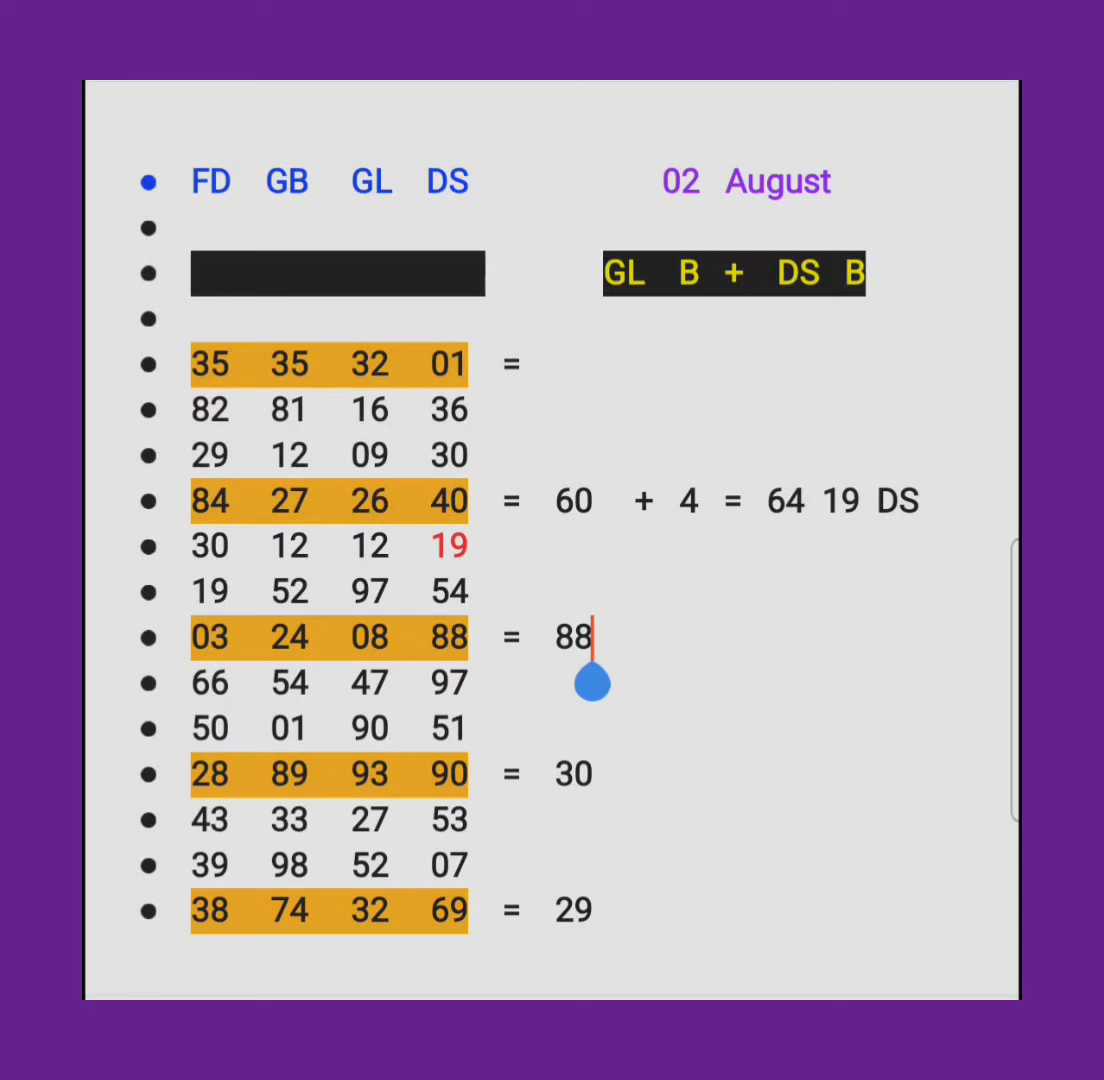 FD GB GL DS 02 August
GL B + DS B
35 35 32 01 =
82 81 16 36
29 12 09 30
84 27 26 40 = 60 + 4 = 64 19 DS
30 12 12 19
19 52 97 54
03 24 08 88 = 88
66 54 47 97
50 01 90 51
28 89 93 90 = 30
43 33 27 53
39 98 52 07
38 74 32 69 = 29